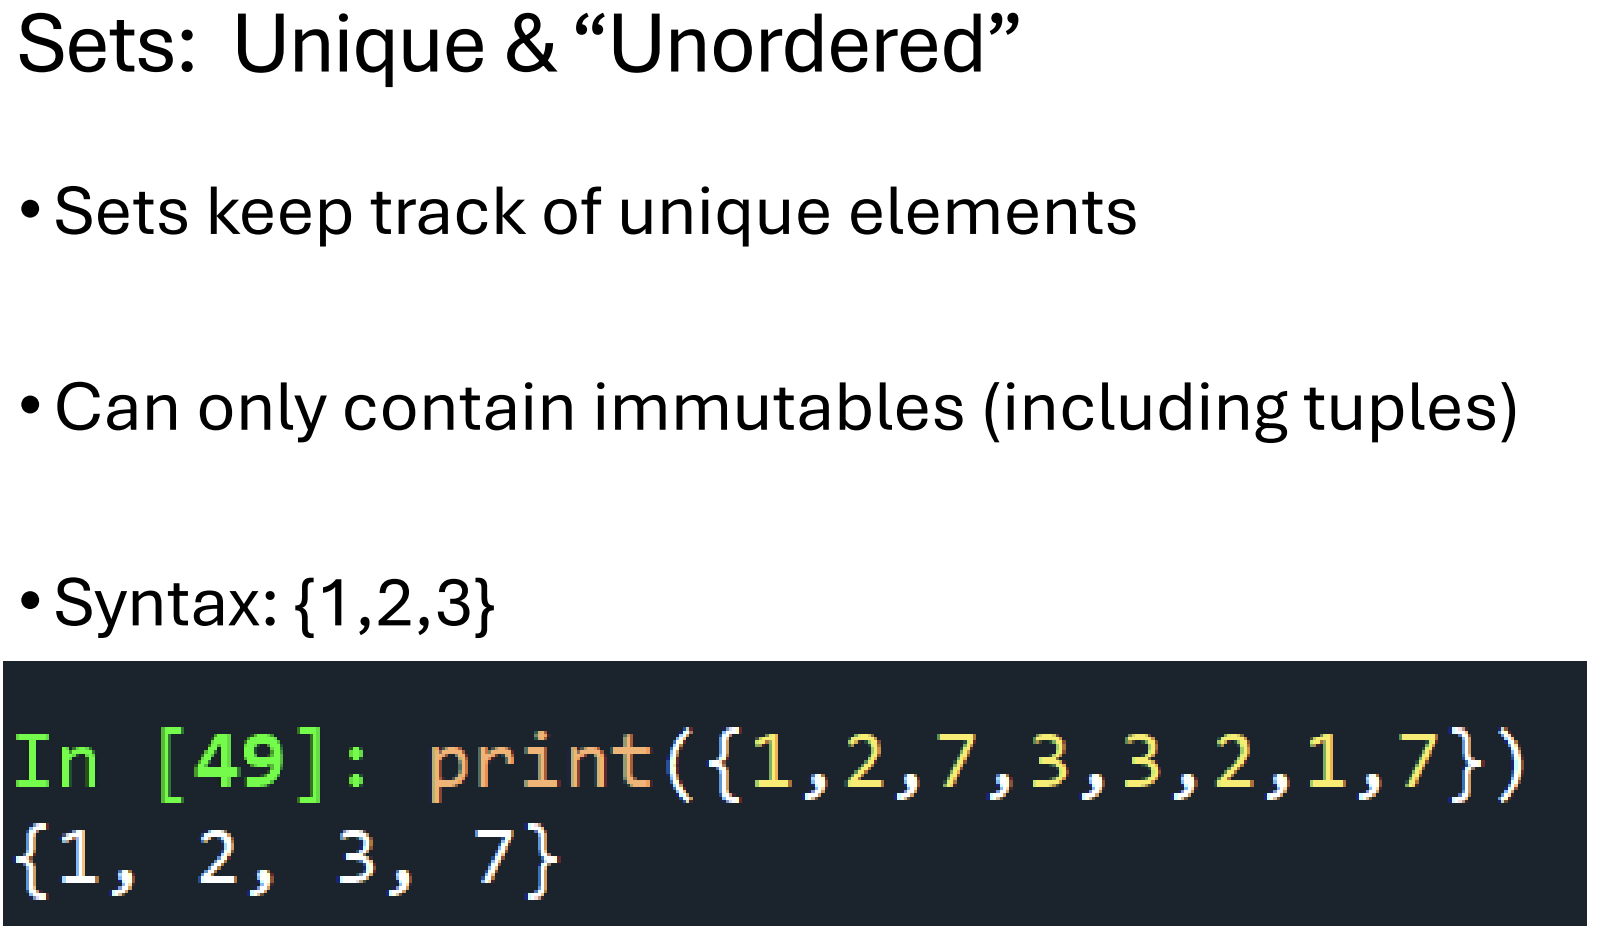 Sets:  Unique & “Unordered”
• Sets keep track of unique elements
• Can only contain immutables (including tuples)
• Syntax: {1,2,3}
In [49]: print({1,2,7,3,3,2,1,7})
{1, 2, 3, 7}